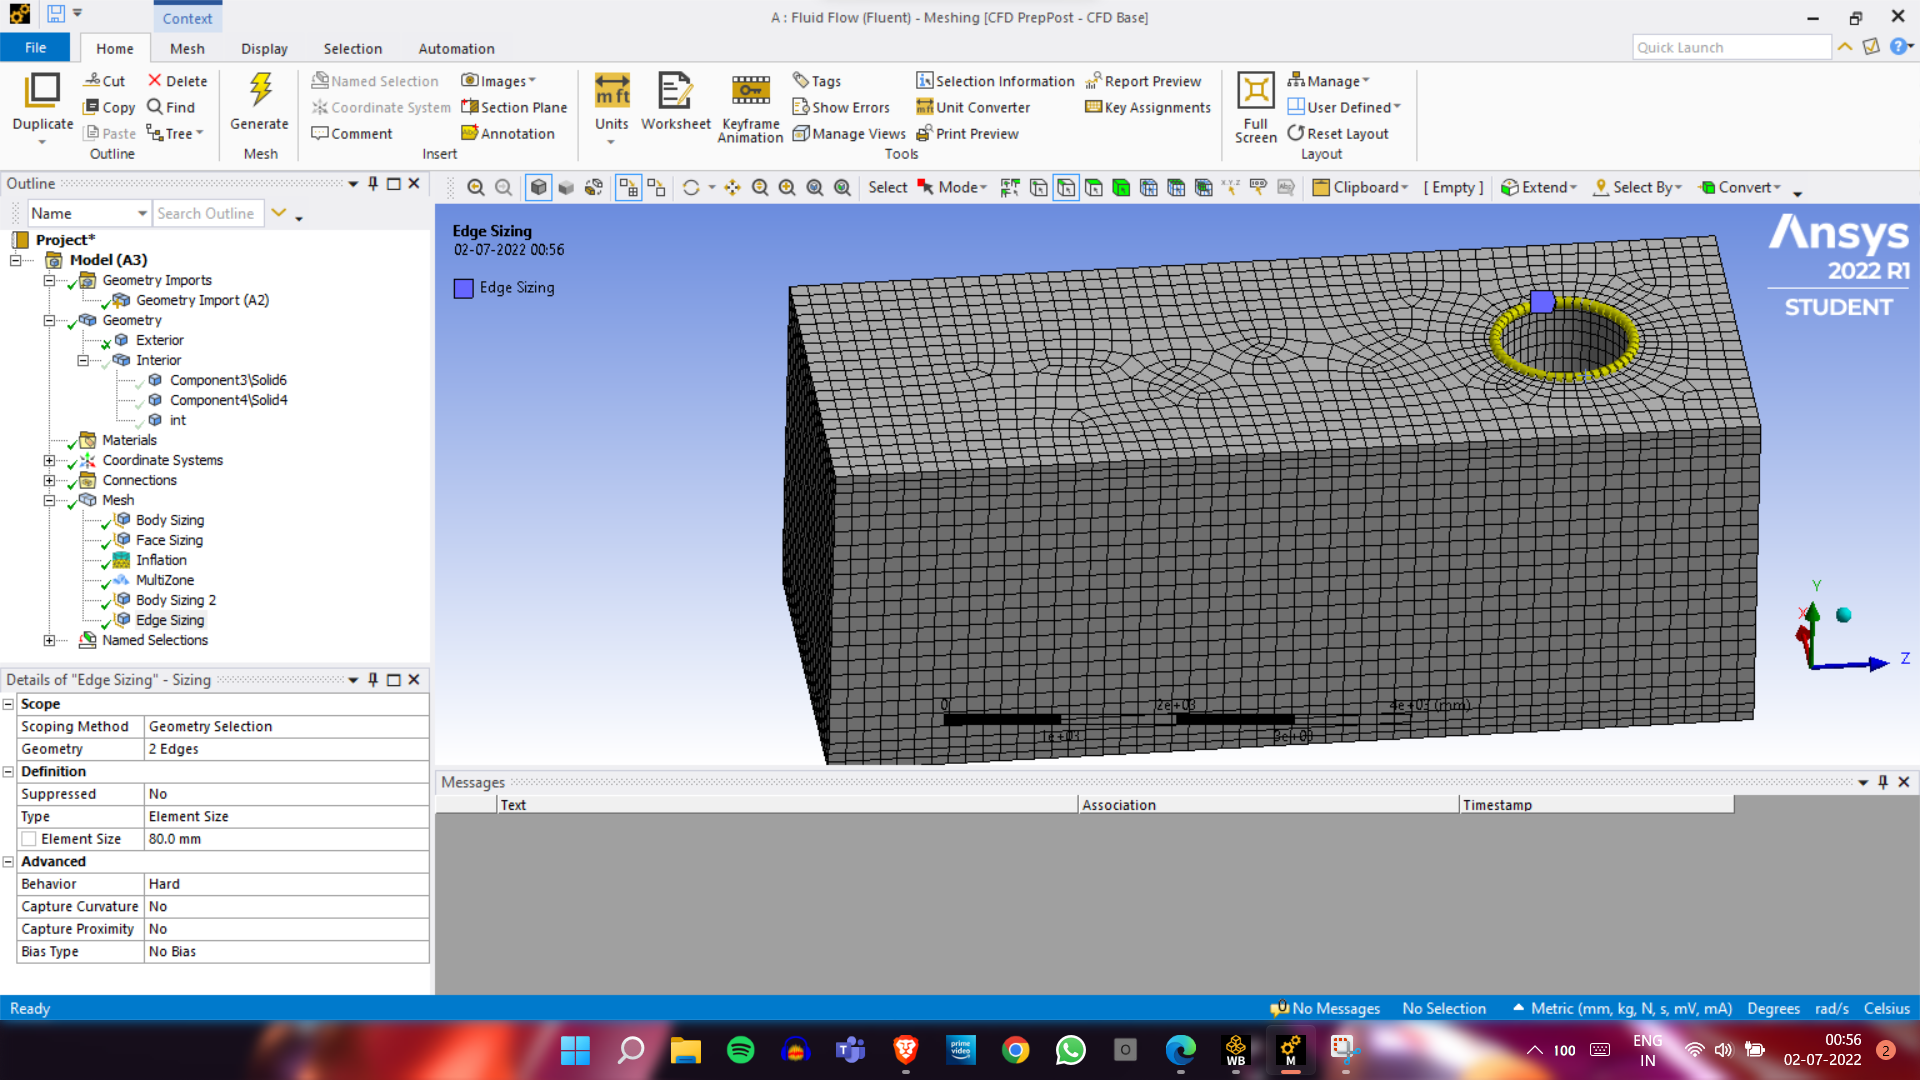 Context
A : Fluid Flow (Fluent) - Meshing [CFD PrepPost - CFD Base]
File
Home
Mesh
Display
Selection
Automation
Quick Launch
Duplicate
Cut
Delete
Copy
Find
Paste
Tree
Outline
Generate
Mesh
Named Selection
Images
Coordinate System
Section Plane
Comment
Annotation
Insert
Units
Worksheet
Keyframe
Animation
Tags
Selection Information
Report Preview
Show Errors
Unit Converter
Key Assignments
Manage Views
Print Preview
Tools
Full
Screen
Manage
User Defined
Reset Layout
Layout
Outline
Name
Search Outline
Select
Mode
Clipboard
[ Empty ]
Extend
Select By
Convert
Project*
Model (A3)
Geometry Imports
Geometry Import (A2)
Geometry
Exterior
Interior
Component3\Solid6
Component4\Solid4
int
Materials
Coordinate Systems
Connections
Mesh
Body Sizing
Face Sizing
Inflation
MultiZone
Body Sizing 2
Edge Sizing
Named Selections
Edge Sizing
02-07-2022 00:56
Edge Sizing
Ansys
2022 R1
STUDENT
Y
X
Z
0
2e+03
4e+03 (mm)
1e+03
Details of "Edge Sizing" - Sizing
Scope
Scoping Method Geometry Selection
Geometry 2 Edges
Definition
Suppressed No
Type Element Size
Element Size 80.0 mm
Advanced
Behavior Hard
Capture Curvature No
Capture Proximity No
Bias Type No Bias
Messages
Text
Association
Timestamp
Ready
No Messages
No Selection
Metric (mm, kg, N, s, mV, mA)
Degrees
rad/s
Celsius
prime
video
WB
M
100
ENG
IN
00:56
02-07-2022
2